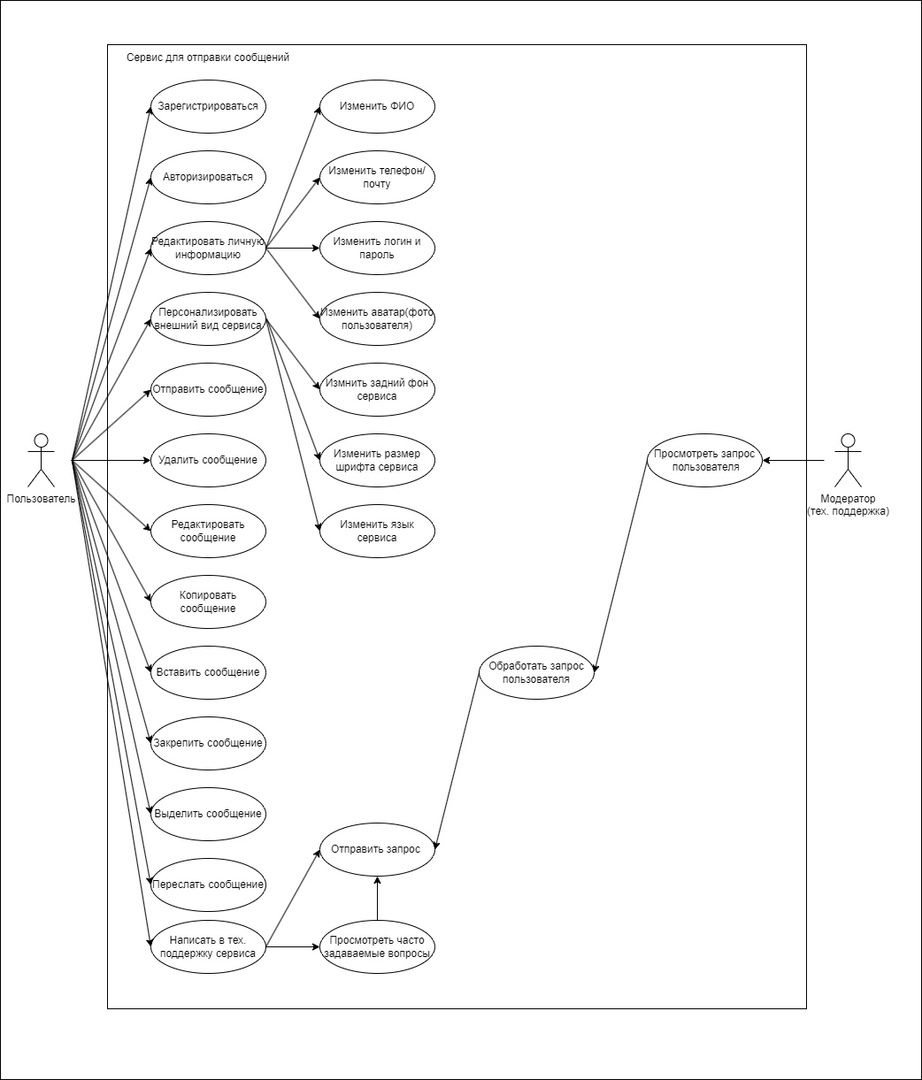 Сервис для отправки сообщений
Зарегистрироваться
Изменить ФИО
Авторизироваться
Изменить телефон/
почту
Редактировать личную
информацию
Изменить логин и
пароль
Персонализировать
внешний вид сервиса
Изменить аватар(фото
пользователя)
Отправить сообщение
Измнить задний фон
сервиса
Пользователь
Удалить сообщение
Изменить размер
шрифта сервиса
Просмотреть запрос
пользователя
Модератор
(тех. поддержка)
Редактировать
сообщение
Изменить язык
сервиса
Копировать
сообщение
Вставить сообщение
Обработать запрос
пользователя
Закрепить сообщение
Выделить сообщение
Отправить запрос
Переслать сообщение
Написать в тех.
поддержку сервиса
Просмотреть часто
задаваемые вопросы